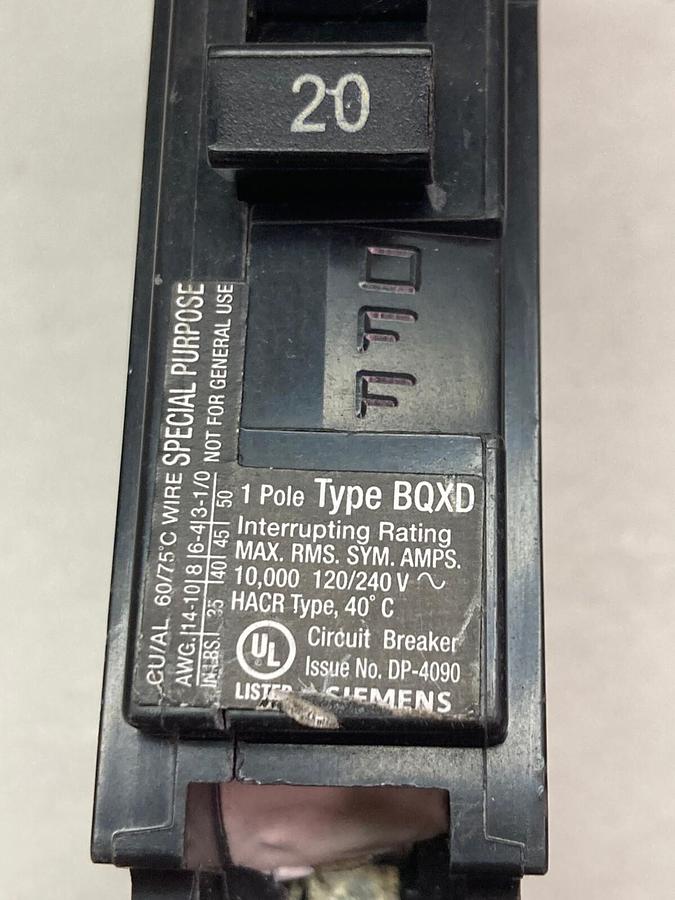 20
OFF
SPECIAL PURPOSE
NOT FOR GENERAL USE
CU/AL 60/75°C WIRE
AWG. 14-10 8 6-4 3-1/0
IN.LBS. 35 40 45 50
1 Pole Type BQXD
Interrupting Rating
MAX. RMS. SYM. AMPS.
10,000 120/240 V ~
HACR Type, 40° C
UL
Circuit Breaker
Issue No. DP-4090
LISTED SIEMENS